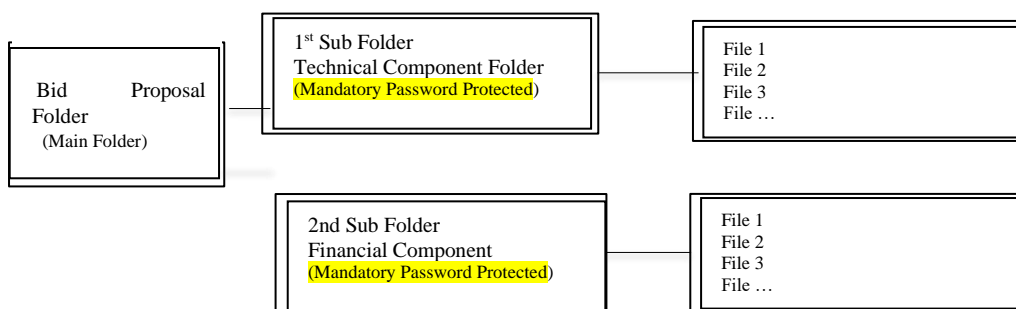 Bid Proposal
Folder
(Main Folder)
1st Sub Folder
Technical Component Folder
(Mandatory Password Protected)
File 1
File 2
File 3
File …
2nd Sub Folder
Financial Component
(Mandatory Password Protected)
File 1
File 2
File 3
File …